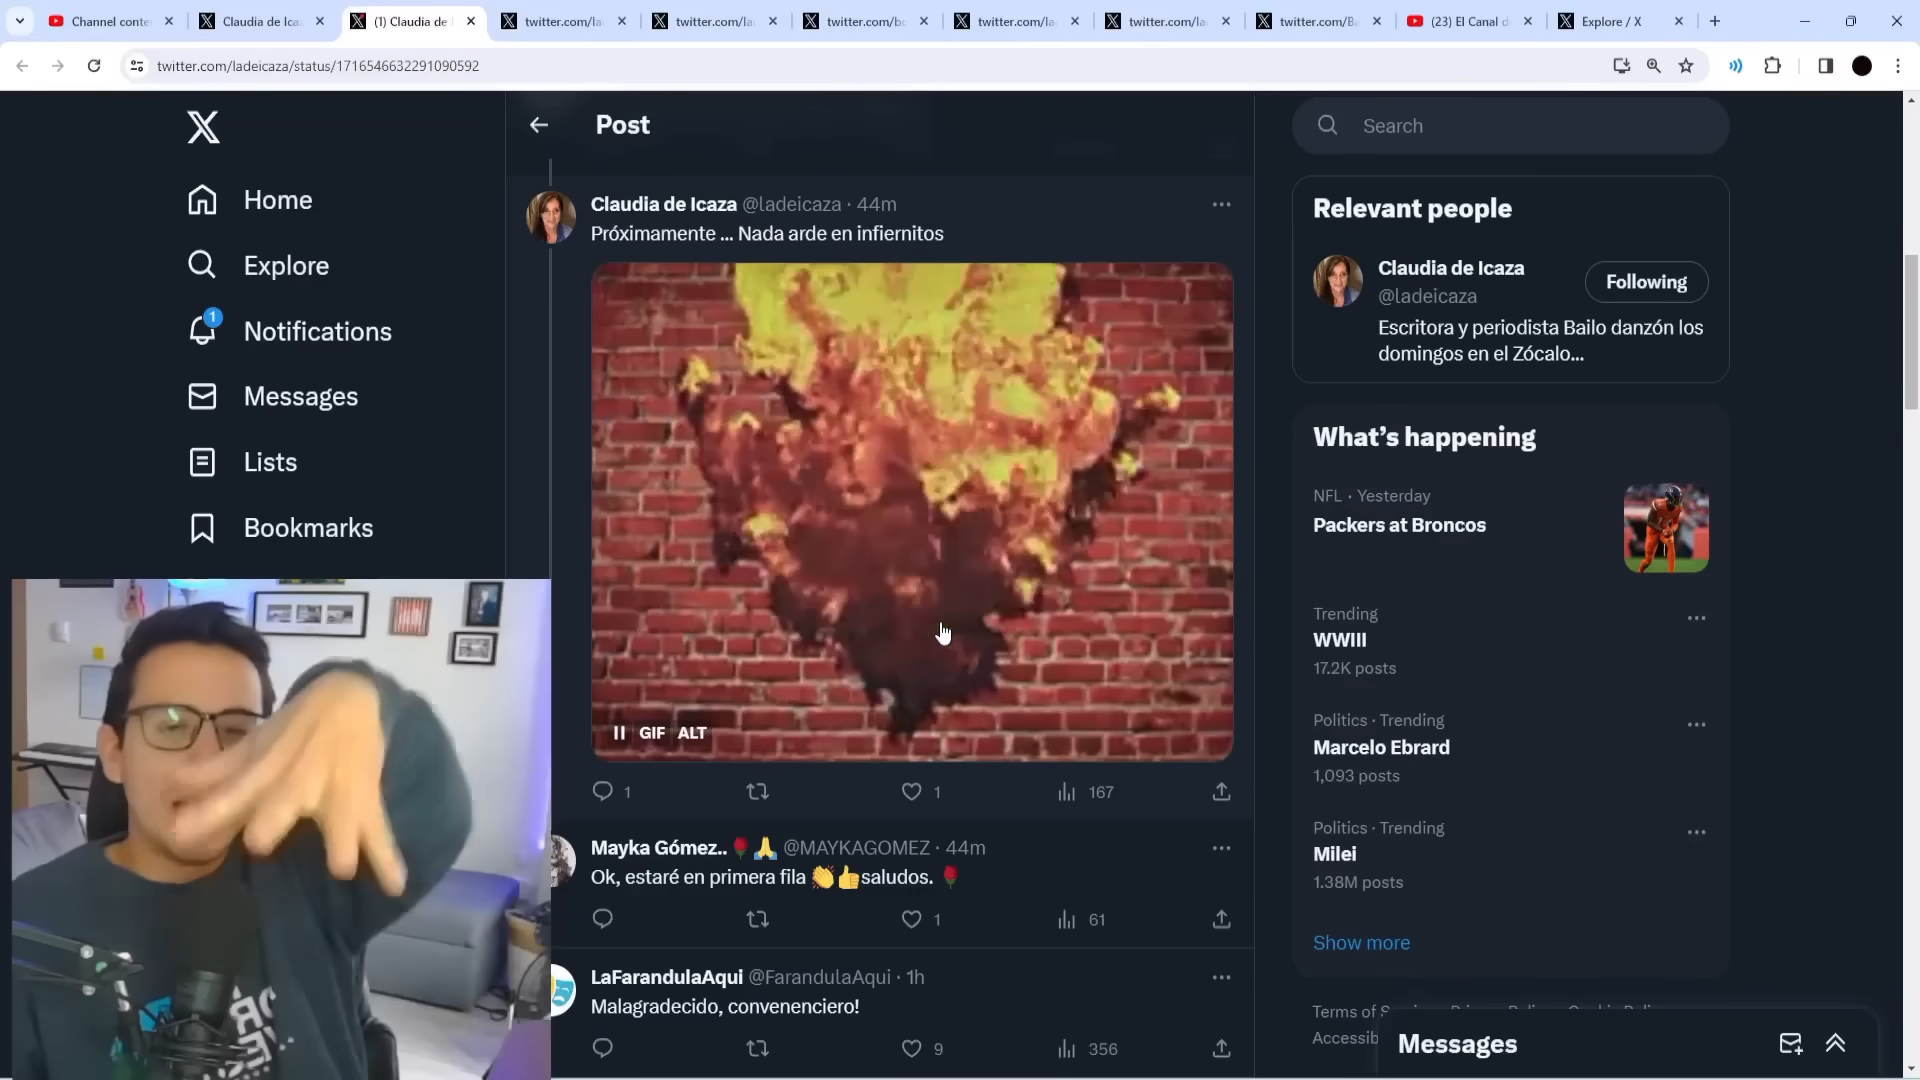 Channel conte
Claudia de Ica
(1) Claudia de
twitter.com/la
twitter.com/la
twitter.com/bo
twitter.com/la
twitter.com/la
twitter.com/Ba
(23) El Canal d
Explore / X
twitter.com/ladeicaza/status/1716546632291090592
Home
Explore
1
Notifications
Messages
Lists
Bookmarks
Post
Claudia de Icaza @ladeicaza · 44m
Próximamente ... Nada arde en infiernitos
GIF ALT
1
1
167
Mayka Gómez..🌹🙏 @MAYKAGOMEZ · 44m
Ok, estaré en primera fila 👏👍saludos. 🌹
1
61
LaFarandulaAqui @FarandulaAqui · 1h
Malagradecido, convenenciero!
9
356
Search
Relevant people
Claudia de Icaza
@ladeicaza
Following
Escritora y periodista Bailo danzón los
domingos en el Zócalo...
What's happening
NFL · Yesterday
Packers at Broncos
Trending
WWIII
17.2K posts
Politics · Trending
Marcelo Ebrard
1,093 posts
Politics · Trending
Milei
1.38M posts
Show more
Terms of
Accessib
Messages